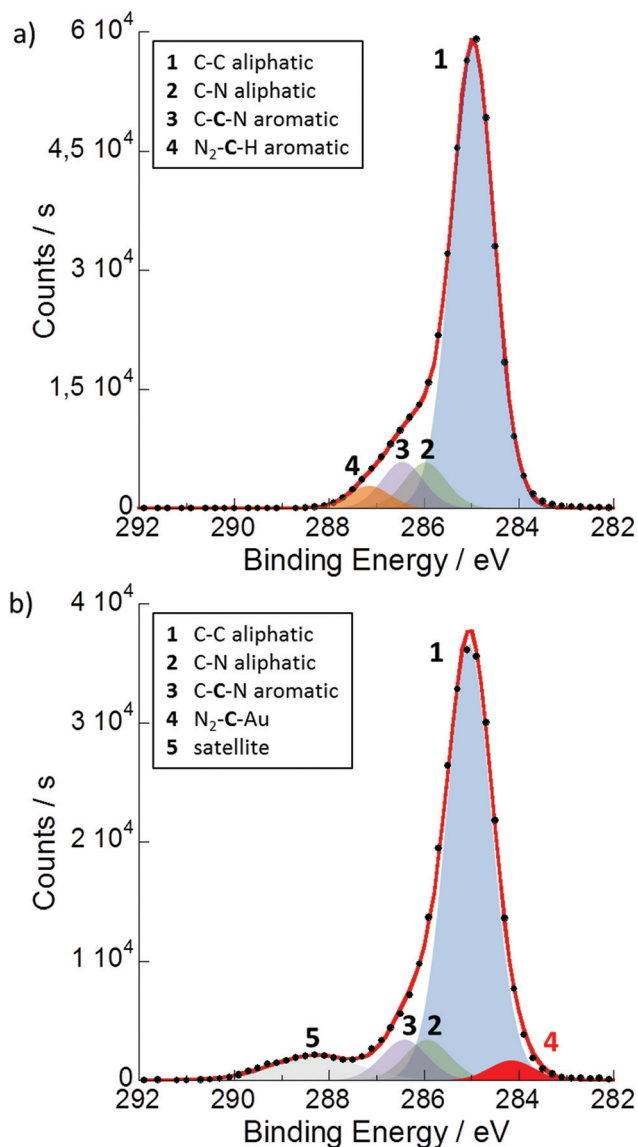 a)
1 C-C aliphatic
2 C-N aliphatic
3 C-C-N aromatic
4 N₂-C-H aromatic
1
4 3 2
6 10⁴
4,5 10⁴
3 10⁴
1,5 10⁴
0
Counts / s
292 290 288 286 284 282
Binding Energy / eV
b)
1 C-C aliphatic
2 C-N aliphatic
3 C-C-N aromatic
4 N₂-C-Au
5 satellite
1
5 3 2 4
4 10⁴
3 10⁴
2 10⁴
1 10⁴
0
Counts / s
292 290 288 286 284 282
Binding Energy / eV